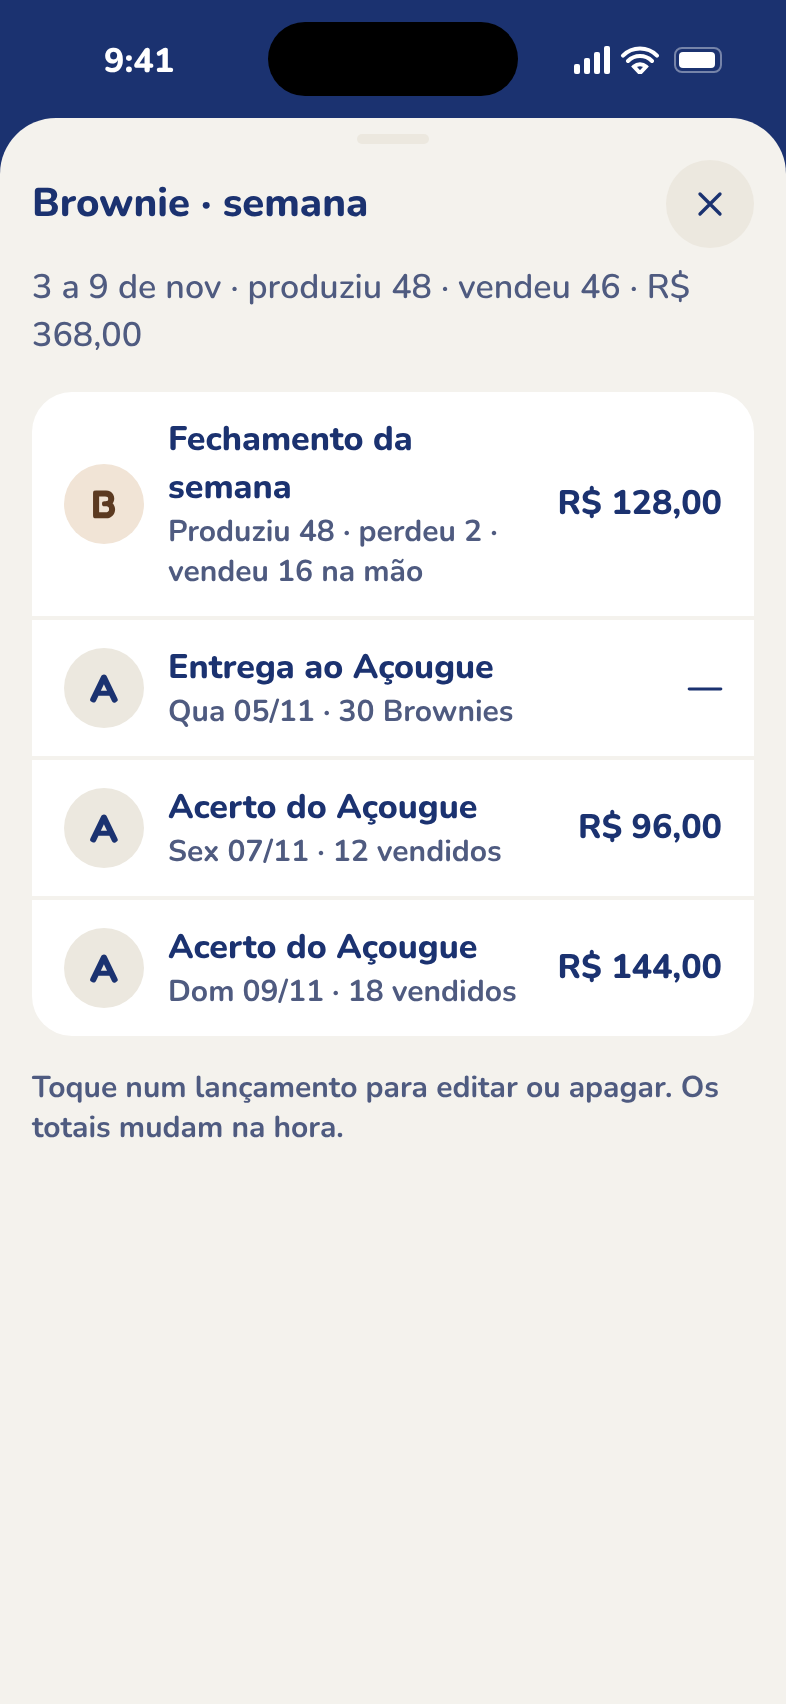 9:41
Brownie · semana
3 a 9 de nov · produziu 48 · vendeu 46 · R$
368,00
Fechamento da
semana
B
R$ 128,00
Produziu 48 · perdeu 2 ·
vendeu 16 na mão
Entrega ao Açougue
A
—
Qua 05/11 · 30 Brownies
Acerto do Açougue
A
R$ 96,00
Sex 07/11 · 12 vendidos
Acerto do Açougue
A
R$ 144,00
Dom 09/11 · 18 vendidos
Toque num lançamento para editar ou apagar. Os
totais mudam na hora.